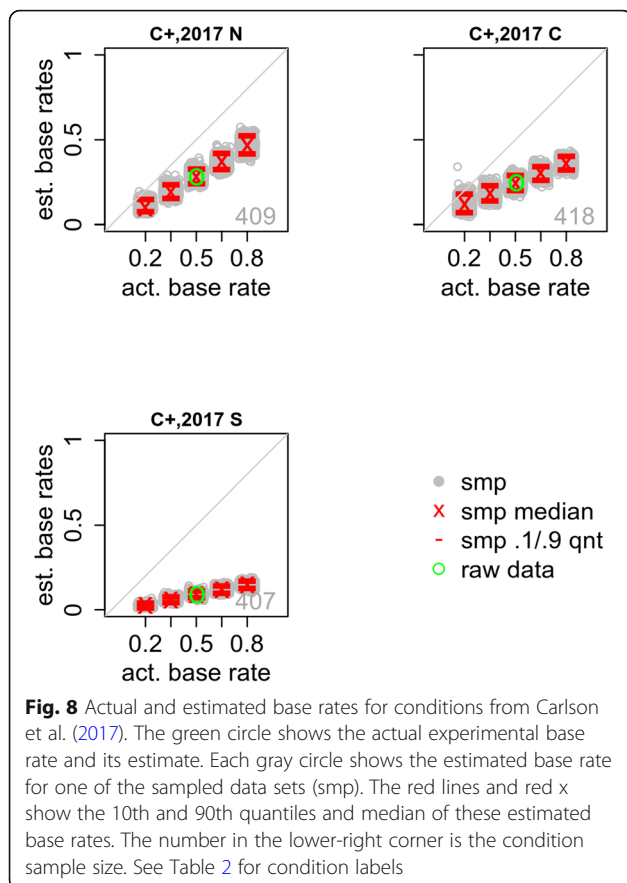 C+,2017 N
1
0.5
0
est. base rates
409
0.2 0.5 0.8
act. base rate
C+,2017 C
1
0.5
0
est. base rates
418
0.2 0.5 0.8
act. base rate
C+,2017 S
1
0.5
0
est. base rates
407
0.2 0.5 0.8
act. base rate
smp
x smp median
- smp .1/.9 qnt
raw data
Fig. 8 Actual and estimated base rates for conditions from Carlson
et al. (2017). The green circle shows the actual experimental base
rate and its estimate. Each gray circle shows the estimated base rate
for one of the sampled data sets (smp). The red lines and red x
show the 10th and 90th quantiles and median of these estimated
base rates. The number in the lower-right corner is the condition
sample size. See Table 2 for condition labels